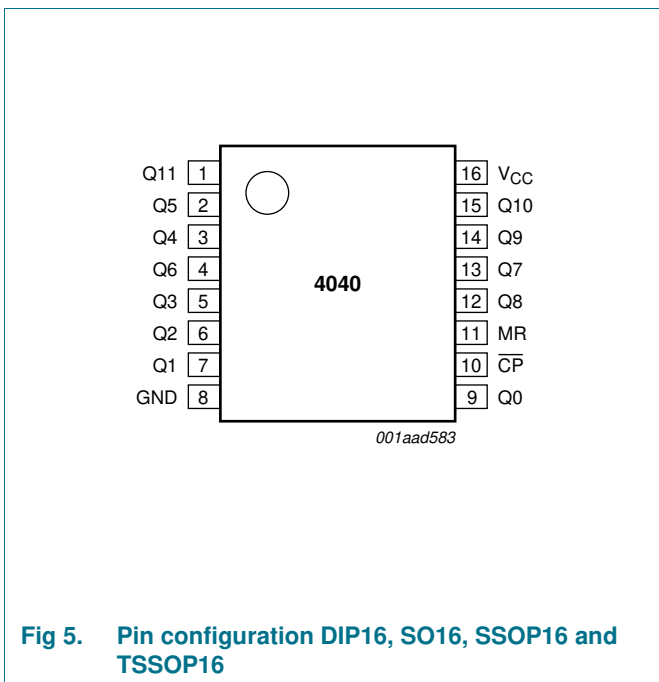 Q11 1 16 VCC
Q5 2 15 Q10
Q4 3 14 Q9
Q6 4 13 Q7
4040
Q3 5 12 Q8
Q2 6 11 MR
Q1 7 10 C̅P̅
GND 8 9 Q0
001aad583
Fig 5. Pin configuration DIP16, SO16, SSOP16 and
TSSOP16